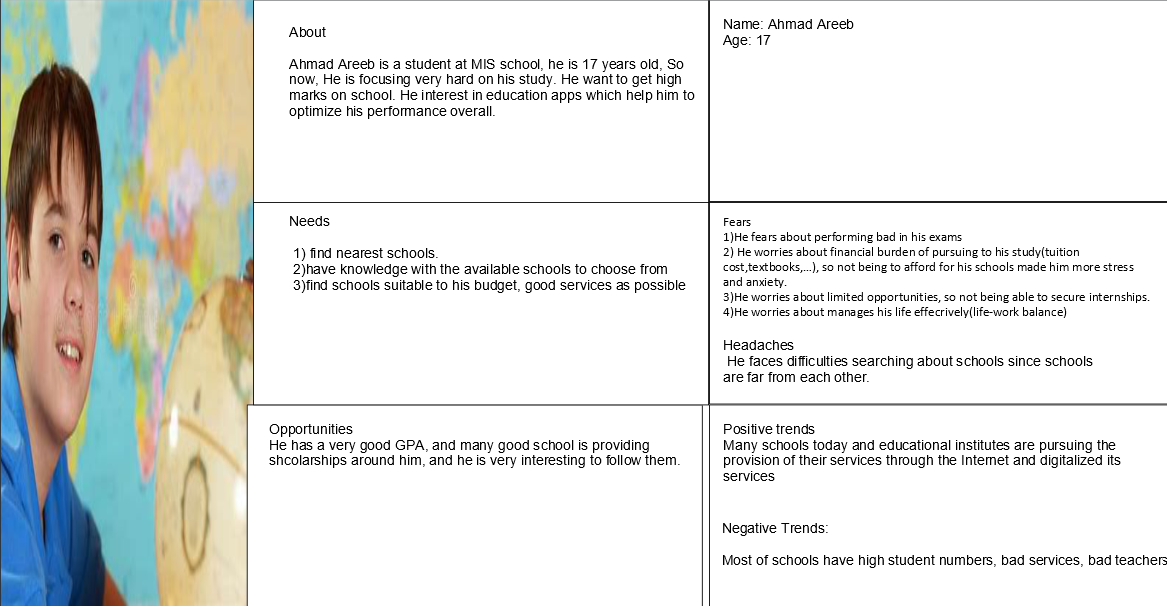 About
Ahmad Areeb is a student at MIS school, he is 17 years old, So
now, He is focusing very hard on his study. He want to get high
marks on school. He interest in education apps which help him to
optimize his performance overall.
Name: Ahmad Areeb
Age: 17
Needs
1) find nearest schools.
2)have knowledge with the available schools to choose from
3)find schools suitable to his budget, good services as possible
Fears
1)He fears about performing bad in his exams
2) He worries about financial burden of pursuing to his study(tuition
cost,textbooks,...), so not being to afford for his schools made him more stress
and anxiety.
3)He worries about limited opportunities, so not being able to secure internships.
4)He worries about manages his life effecrively(life-work balance)
Headaches
He faces difficulties searching about schools since schools
are far from each other.
Opportunities
He has a very good GPA, and many good school is providing
shcolarships around him, and he is very interesting to follow them.
Positive trends
Many schools today and educational institutes are pursuing the
provision of their services through the Internet and digitalized its
services
Negative Trends:
Most of schools have high student numbers, bad services, bad teachers